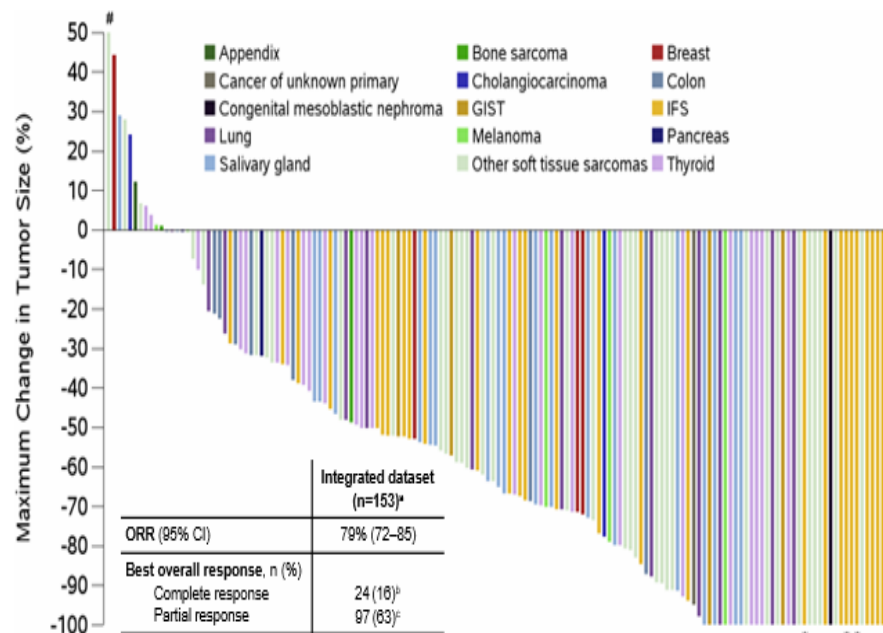 #
50
40
30
20
10
0
-10
-20
-30
-40
-50
-60
-70
-80
-90
-100
Maximum Change in Tumor Size (%)
Appendix
Cancer of unknown primary
Congenital mesoblastic nephroma
Lung
Salivary gland
Bone sarcoma
Cholangiocarcinoma
GIST
Melanoma
Other soft tissue sarcomas
Breast
Colon
IFS
Pancreas
Thyroid
Integrated dataset
(n=153)ᵃ
ORR (95% CI) 79% (72–85)
Best overall response, n (%)
Complete response 24 (16)ᵇ
Partial response 97 (63)ᶜ